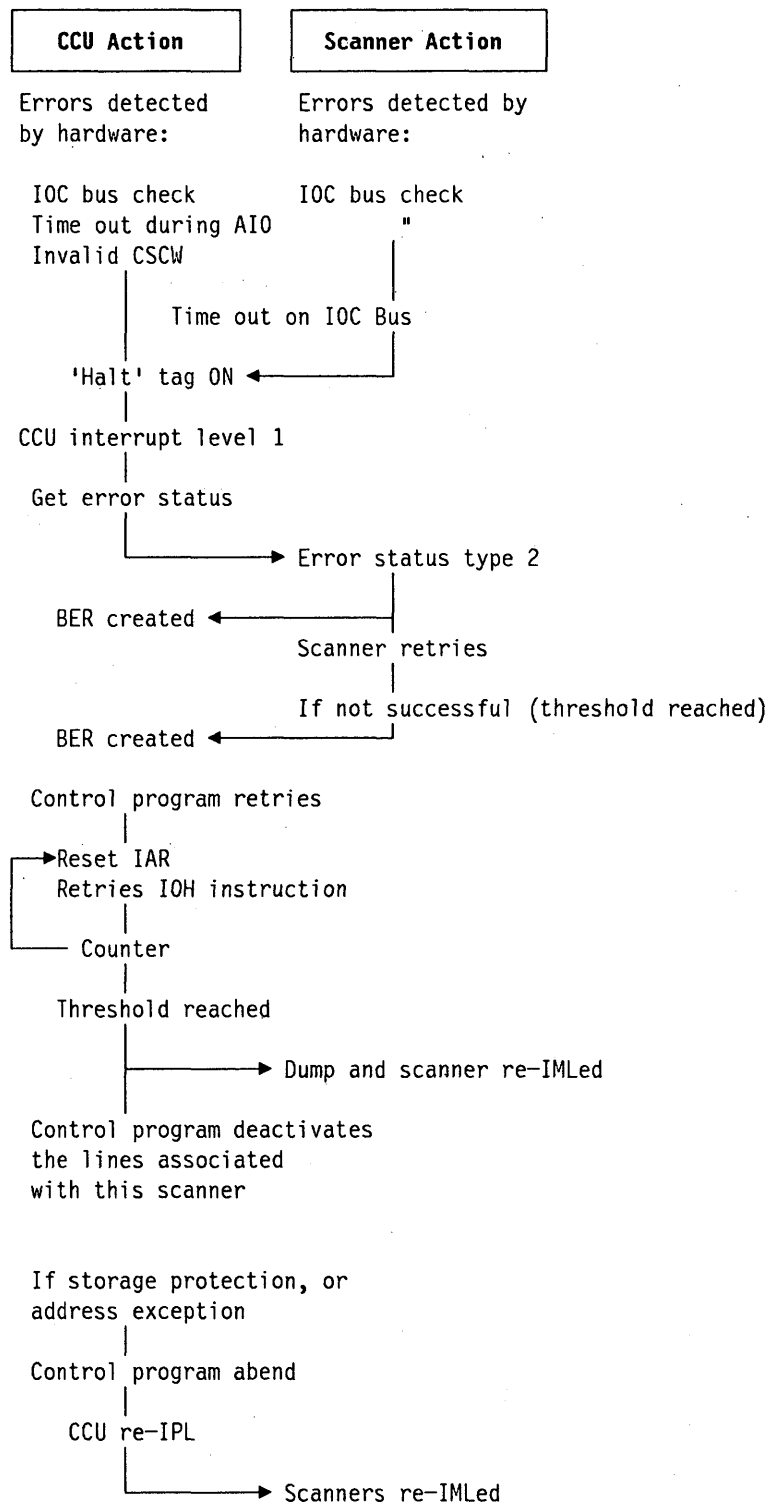 CCU Action
Scanner Action
Errors detected
by hardware:
Errors detected by
hardware:
IOC bus check
IOC bus check
Time out during AIO
"
Invalid CSCW
Time out on IOC Bus
'Halt' tag ON
CCU interrupt level 1
Get error status
Error status type 2
BER created
Scanner retries
If not successful (threshold reached)
BER created
Control program retries
Reset IAR
Retries IOH instruction
Counter
Threshold reached
Dump and scanner re-IMLed
Control program deactivates
the lines associated
with this scanner
If storage protection, or
address exception
Control program abend
CCU re-IPL
Scanners re-IMLed